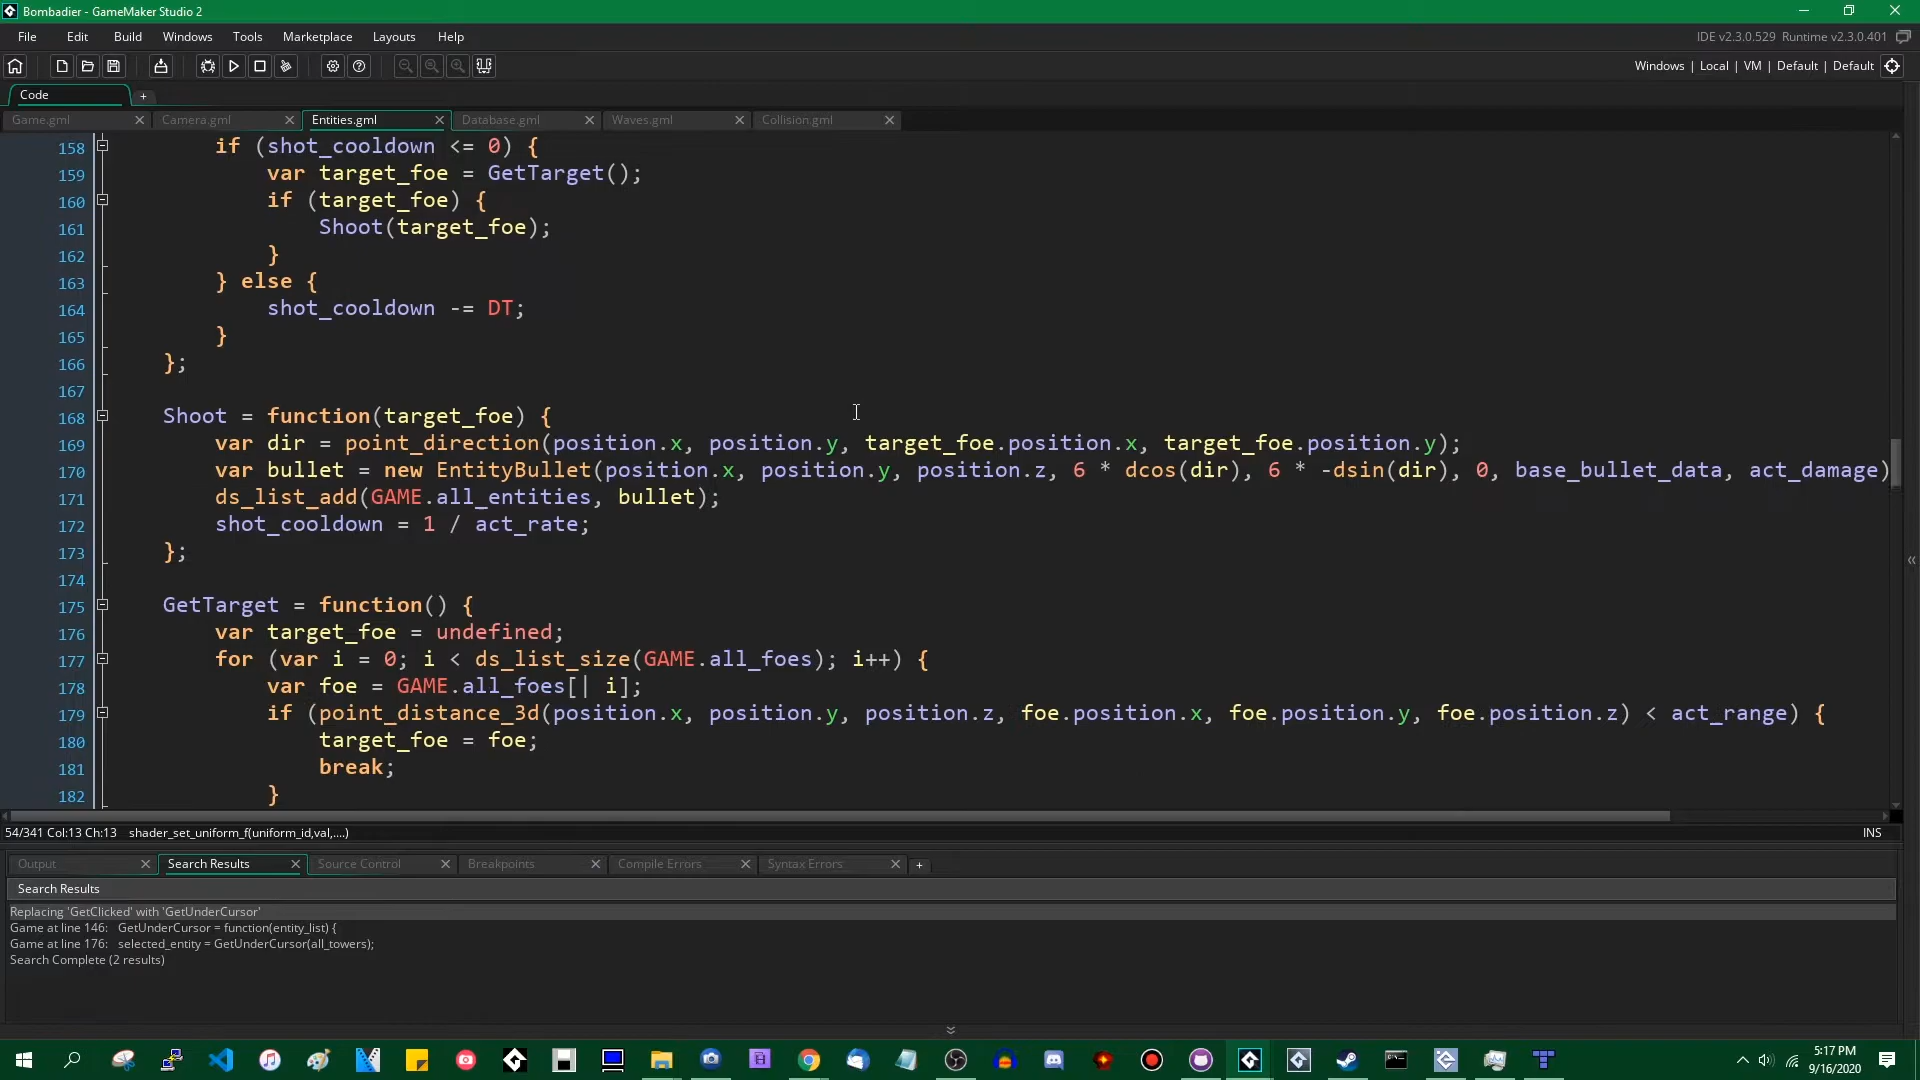 Bombadier - GameMaker Studio 2
File Edit Build Windows Tools Marketplace Layouts Help
IDE v2.3.0.529 Runtime v2.3.0.401
Windows | Local | VM | Default | Default
Code
Game.gml Camera.gml Entities.gml Database.gml Waves.gml Collision.gml
158 if (shot_cooldown <= 0) {
159 var target_foe = GetTarget();
160 if (target_foe) {
161 Shoot(target_foe);
162 }
163 } else {
164 shot_cooldown -= DT;
165 }
166 };
167
168 Shoot = function(target_foe) {
169 var dir = point_direction(position.x, position.y, target_foe.position.x, target_foe.position.y);
170 var bullet = new EntityBullet(position.x, position.y, position.z, 6 * dcos(dir), 6 * -dsin(dir), 0, base_bullet_data, act_damage)
171 ds_list_add(GAME.all_entities, bullet);
172 shot_cooldown = 1 / act_rate;
173 };
174
175 GetTarget = function() {
176 var target_foe = undefined;
177 for (var i = 0; i < ds_list_size(GAME.all_foes); i++) {
178 var foe = GAME.all_foes[| i];
179 if (point_distance_3d(position.x, position.y, position.z, foe.position.x, foe.position.y, foe.position.z) < act_range) {
180 target_foe = foe;
181 break;
182 }
54/341 Col:13 Ch:13 shader_set_uniform_f(uniform_id,val,....)
INS
Output Search Results Source Control Breakpoints Compile Errors Syntax Errors
Search Results
Replacing 'GetClicked' with 'GetUnderCursor'
Game at line 146: GetUnderCursor = function(entity_list) {
Game at line 176: selected_entity = GetUnderCursor(all_towers);
Search Complete (2 results)
5:17 PM
9/16/2020